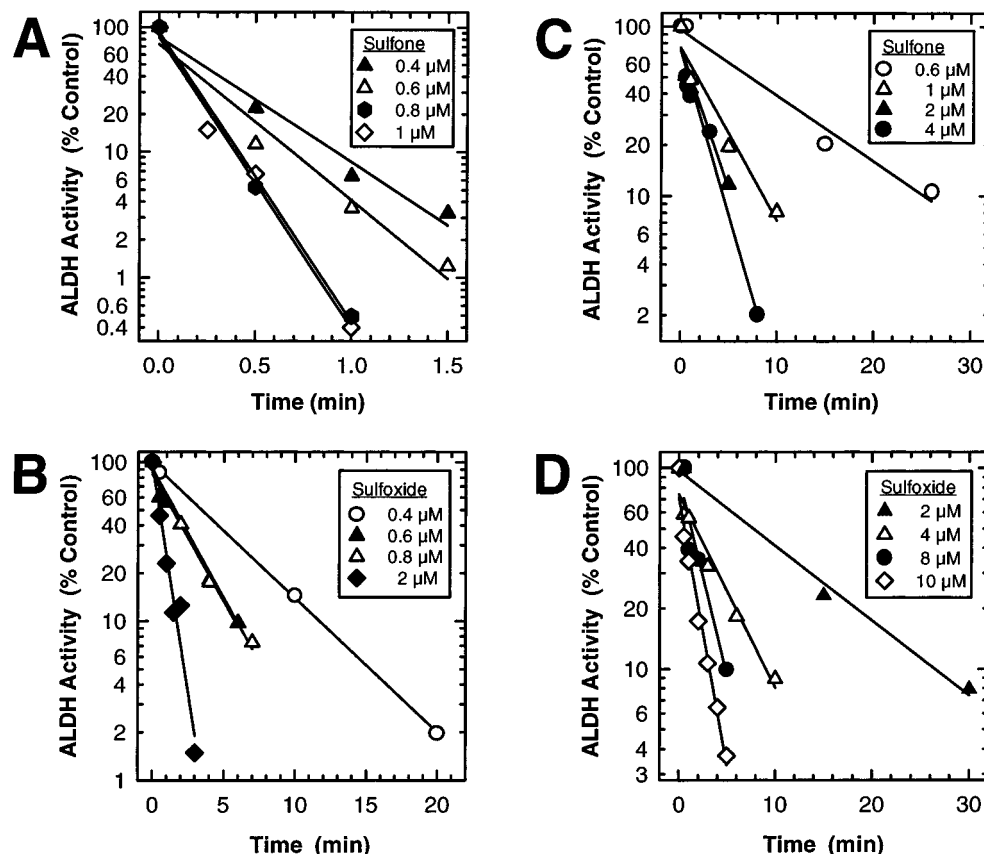 A
ALDH Activity (% Control)
100
60
40
20
10
6
4
2
1
0.6
0.4
0.0 0.5 1.0 1.5
Time (min)
Sulfone
0.4 µM
0.6 µM
0.8 µM
1 µM
C
ALDH Activity (% Control)
100
60
40
20
10
6
4
2
0 10 20 30
Time (min)
Sulfone
0.6 µM
1 µM
2 µM
4 µM
B
ALDH Activity (% Control)
100
60
40
20
10
6
4
2
1
0 5 10 15 20
Time (min)
Sulfoxide
0.4 µM
0.6 µM
0.8 µM
2 µM
D
ALDH Activity (% Control)
100
60
40
20
10
6
4
3
0 10 20 30
Time (min)
Sulfoxide
2 µM
4 µM
8 µM
10 µM